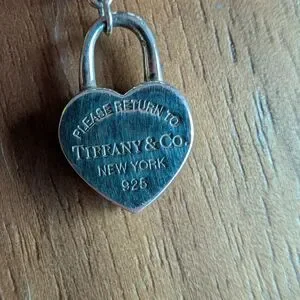 PLEASE RETURN TO
TIFFANY & CO.
NEW YORK
925